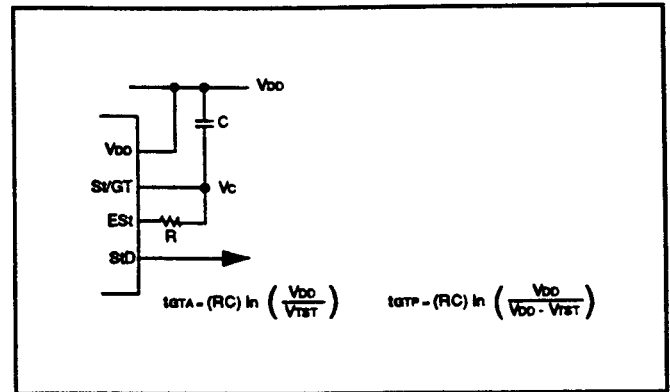 VDD
C
VDD
St/GT
Vc
ESt
R
StD
tGTA = (RC) ln (VDD / VTST)
tGTP = (RC) ln (VDD / VDD - VTST)